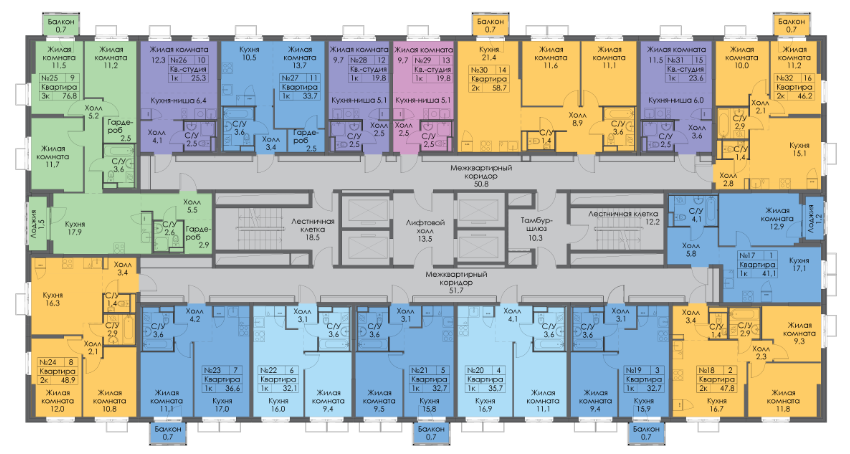 Балкон
0.7
Жилая
комната
11.5
Жилая
комната
11.2
№25 9
Квартира
3к 76.8
Холл
5.2
Гарде-
роб
2.5
С/У
3.6
Жилая
комната
11.7
Жилая комната
12.3
№26 10
Кв.-студия
1к 25.3
Кухня-ниша 6.4
Холл
4.1
С/У
2.5
Кухня
10.5
Жилая
комната
13.7
№27 11
Квартира
1к 33.7
С/У
3.6
Холл
3.4
Гарде-
роб
2.5
Жилая комната
9.7
№28 12
Кв.-студия
1к 19.8
Кухня-ниша 5.1
С/У
2.5
Холл
2.5
Жилая комната
9.7
№29 13
Кв.-студия
1к 19.8
Кухня-ниша 5.1
Холл
2.5
С/У
2.5
Балкон
0.7
Кухня
21.4
№30 14
Квартира
2к 58.7
Жилая
комната
11.6
Жилая
комната
11.1
С/У
1.4
Холл
8.9
С/У
3.6
Жилая комната
11.5
№31 15
Кв.-студия
1к 23.6
Кухня-ниша 6.0
С/У
2.5
Холл
3.6
Балкон
0.7
Жилая
комната
10.0
Жилая
комната
11.2
№32 16
Квартира
2к 46.2
Холл
2.1
С/У
2.9
С/У
1.4
Кухня
15.1
Холл
2.8
Межквартирный
коридор
50.8
Лоджия
1.5
Кухня
17.9
Холл
5.5
С/У
2.6
Гарде-
роб
2.9
Лестничная
клетка
18.5
Лифтовой
холл
13.5
Тамбур-
шлюз
10.3
Лестничная клетка
12.2
С/У
4.1
Жилая
комната
12.9
Лоджия
1.2
Холл
5.8
№17 1
Квартира
1к 41.1
Кухня
17.1
Межквартирный
коридор
51.7
Холл
3.4
Кухня
16.3
С/У
1.4
С/У
2.9
Холл
2.1
№24 8
Квартира
2к 48.9
Жилая
комната
12.0
Жилая
комната
10.8
Холл
4.2
С/У
3.6
№23 7
Квартира
1к 36.6
Жилая
комната
11.1
Кухня
17.0
Балкон
0.7
Холл
3.1
С/У
3.6
№22 6
Квартира
1к 32.1
Кухня
16.0
Жилая
комната
9.4
Холл
3.1
С/У
3.6
№21 5
Квартира
1к 32.7
Жилая
комната
9.5
Кухня
15.8
Балкон
0.7
Холл
4.1
С/У
3.6
№20 4
Квартира
1к 35.7
Кухня
16.9
Жилая
комната
11.1
Холл
3.1
С/У
3.6
№19 3
Квартира
1к 32.7
Жилая
комната
9.4
Кухня
15.9
Балкон
0.7
Холл
3.4
С/У
1.4
С/У
2.9
Холл
2.3
№18 2
Квартира
2к 47.8
Кухня
16.7
Жилая
комната
9.3
Жилая
комната
11.8